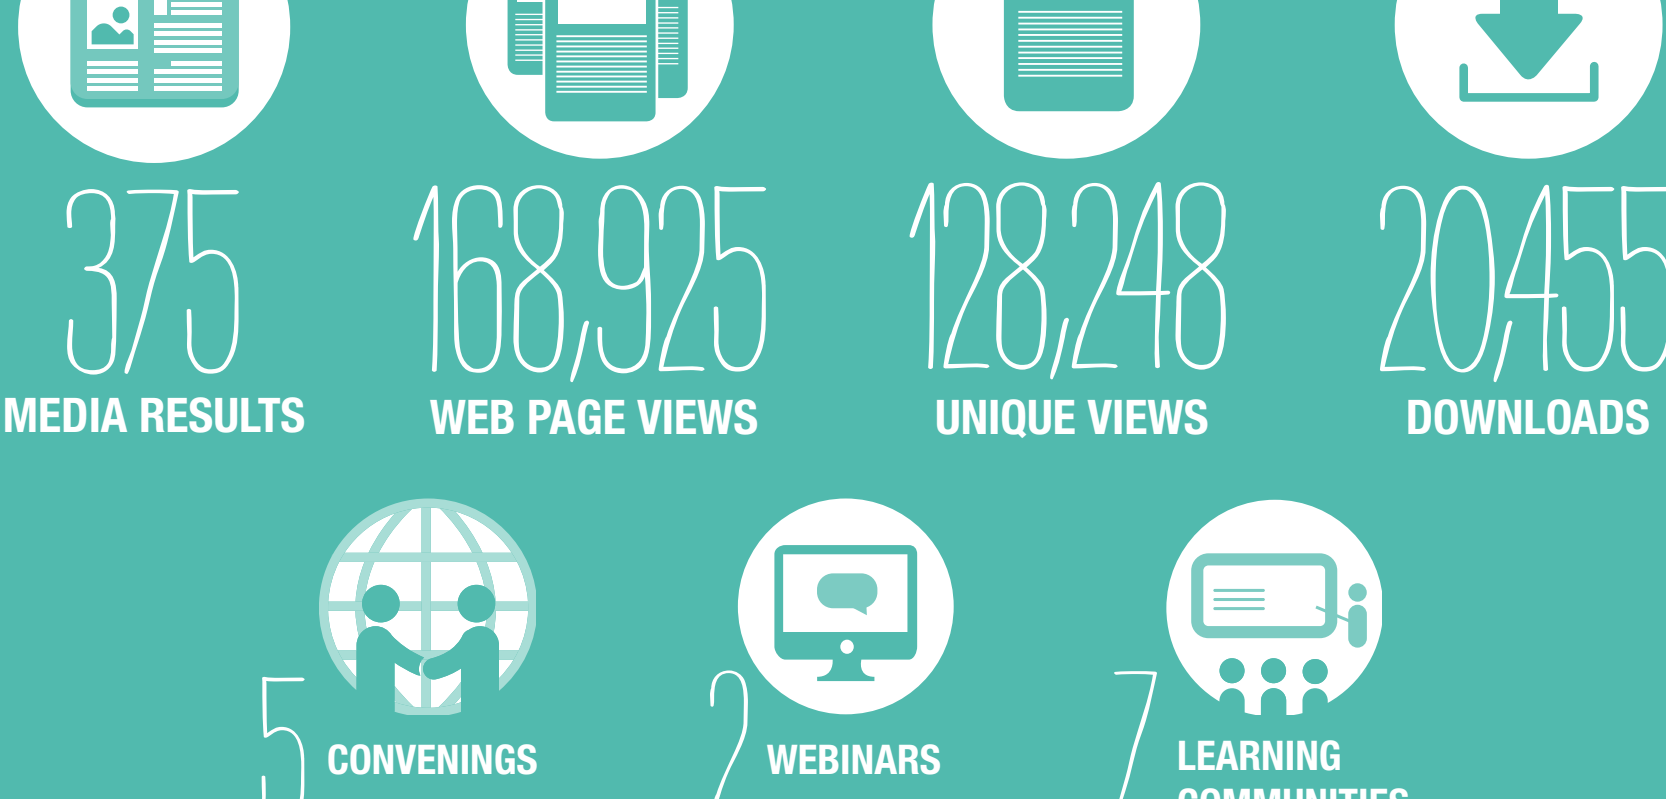 375 168,925 128,248 20,455
MEDIA RESULTS WEB PAGE VIEWS UNIQUE VIEWS DOWNLOADS
5 CONVENINGS 2 WEBINARS 7 LEARNING
COMMUNITIES